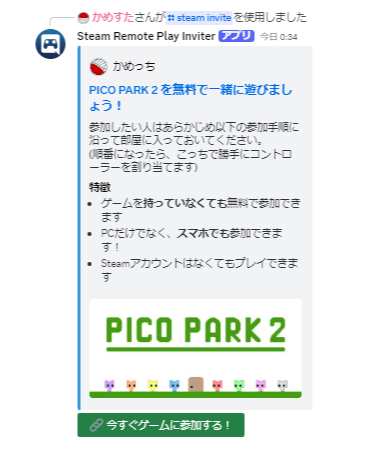 かめすたさんが steam invite を使用しました
Steam Remote Play Inviter アプリ 今日 0:34
かめっち
PICO PARK 2 を無料で一緒に遊びまし
ょう！
参加したい人はあらかじめ以下の参加手順に
沿って部屋に入っておいてください。
(順番になったら、こっちで勝手にコントロ
ーラーを割り当てます)
特徴
• ゲームを持っていなくても無料で参加でき
ます
• PCだけでなく、スマホでも参加できま
す！
• Steamアカウントはなくてもプレイできま
す
PICO PARK 2
今すぐゲームに参加する！